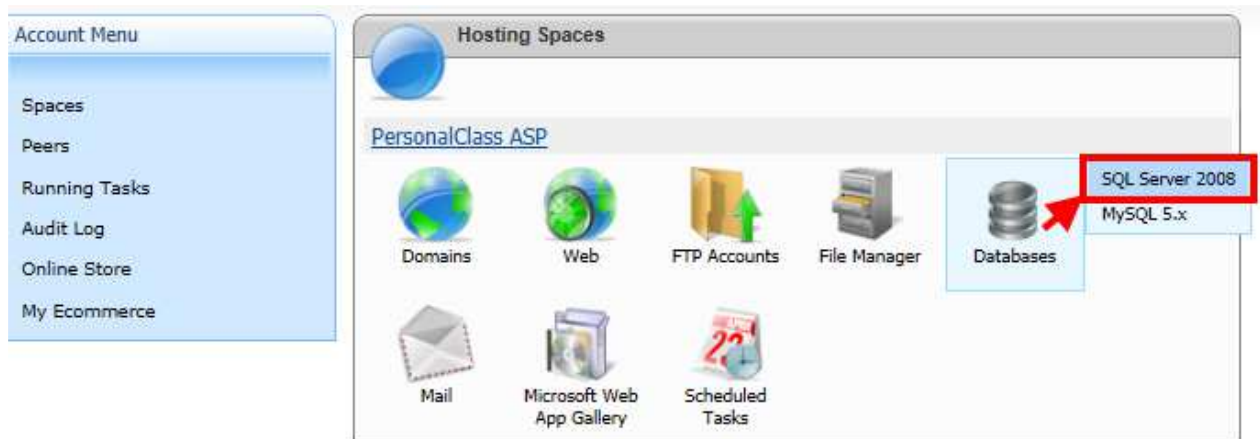 Account Menu
Spaces
Peers
Running Tasks
Audit Log
Online Store
My Ecommerce
Hosting Spaces
PersonalClass ASP
Domains
Web
FTP Accounts
File Manager
Databases
SQL Server 2008
MySQL 5.x
Mail
Microsoft Web
App Gallery
23
Scheduled
Tasks